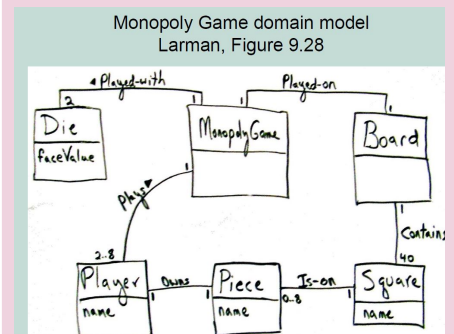 Monopoly Game domain model
Larman, Figure 9.28
◄ Played-with
Played-on
2
1
1
1
Die
MonopolyGame
Board
faceValue
1
Plays ►
1
Contains
2..8
40
Player
Owns
Piece
Is-on
Square
1
1
0..8
1
name
name
name